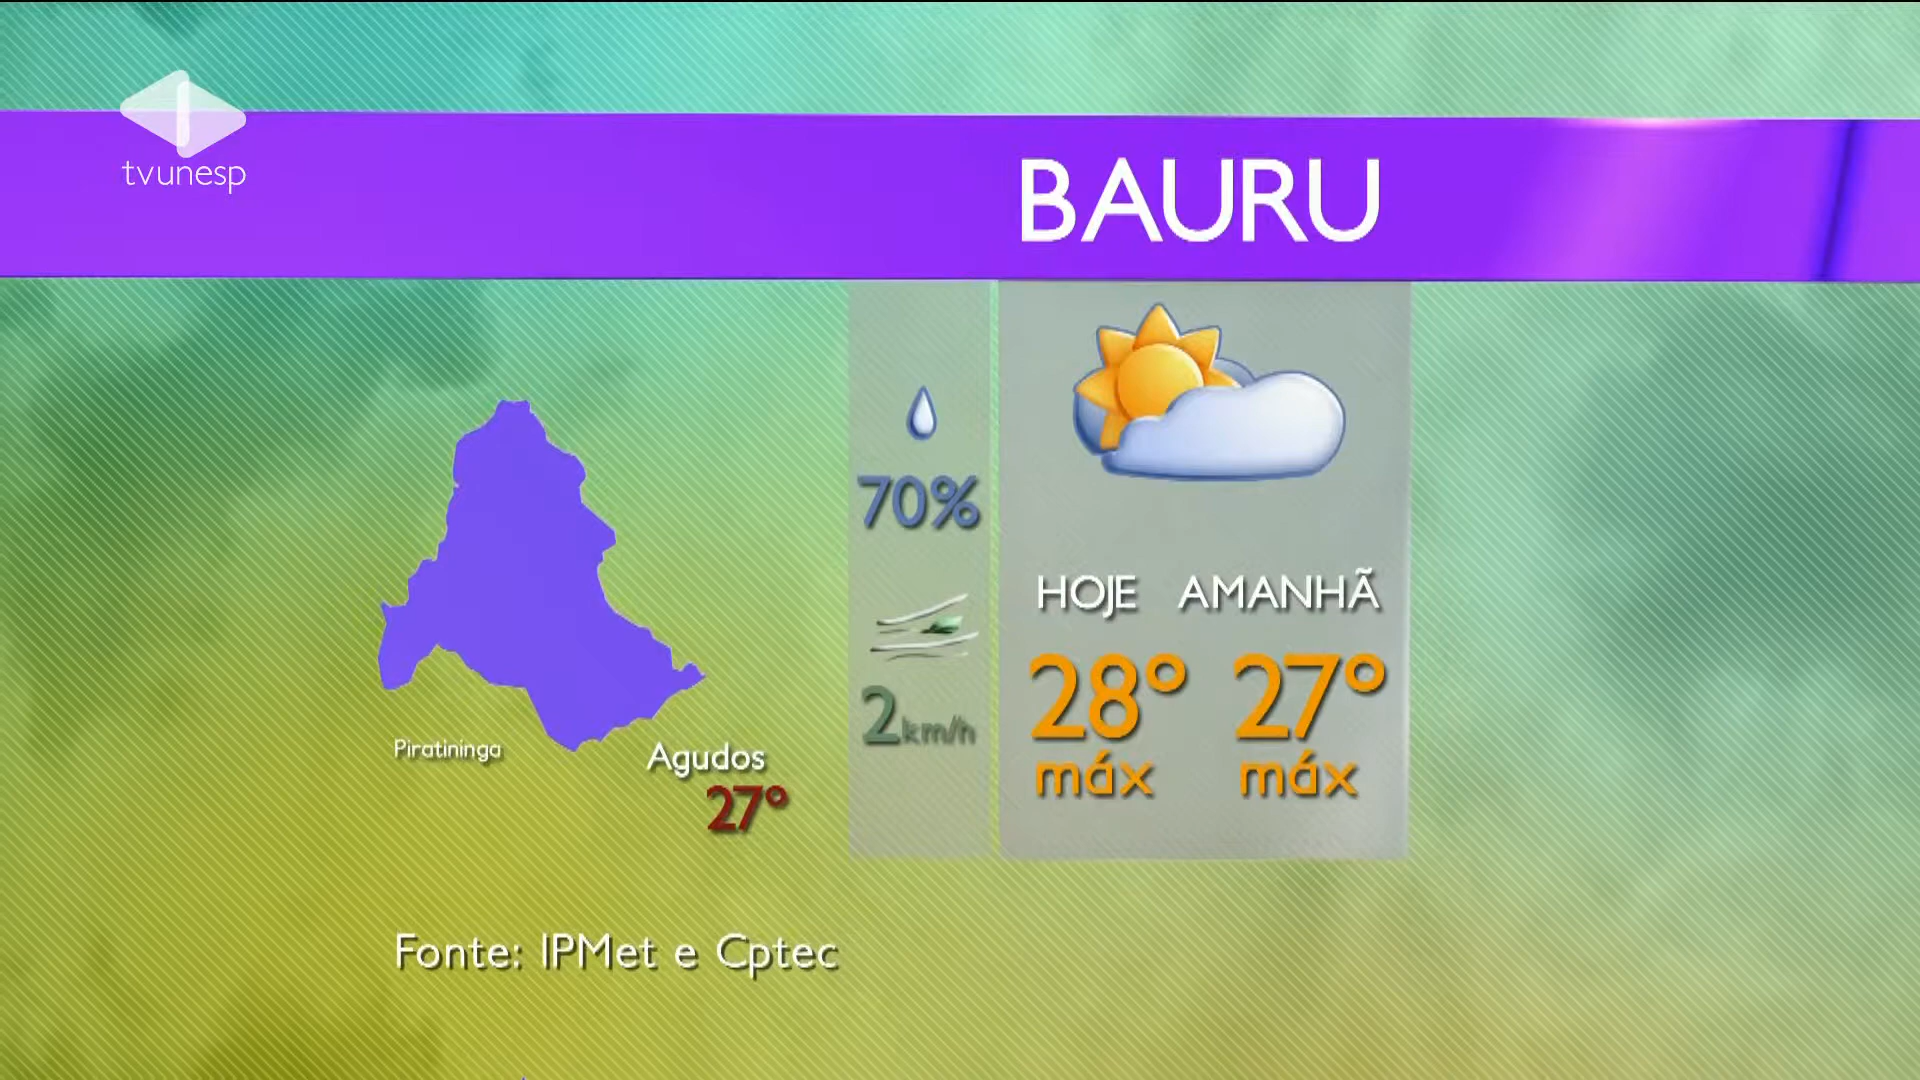 tvunesp
BAURU
70%
2km/h
HOJE AMANHÃ
28° 27°
máx máx
Piratininga
Agudos
27°
Fonte: IPMet e Cptec